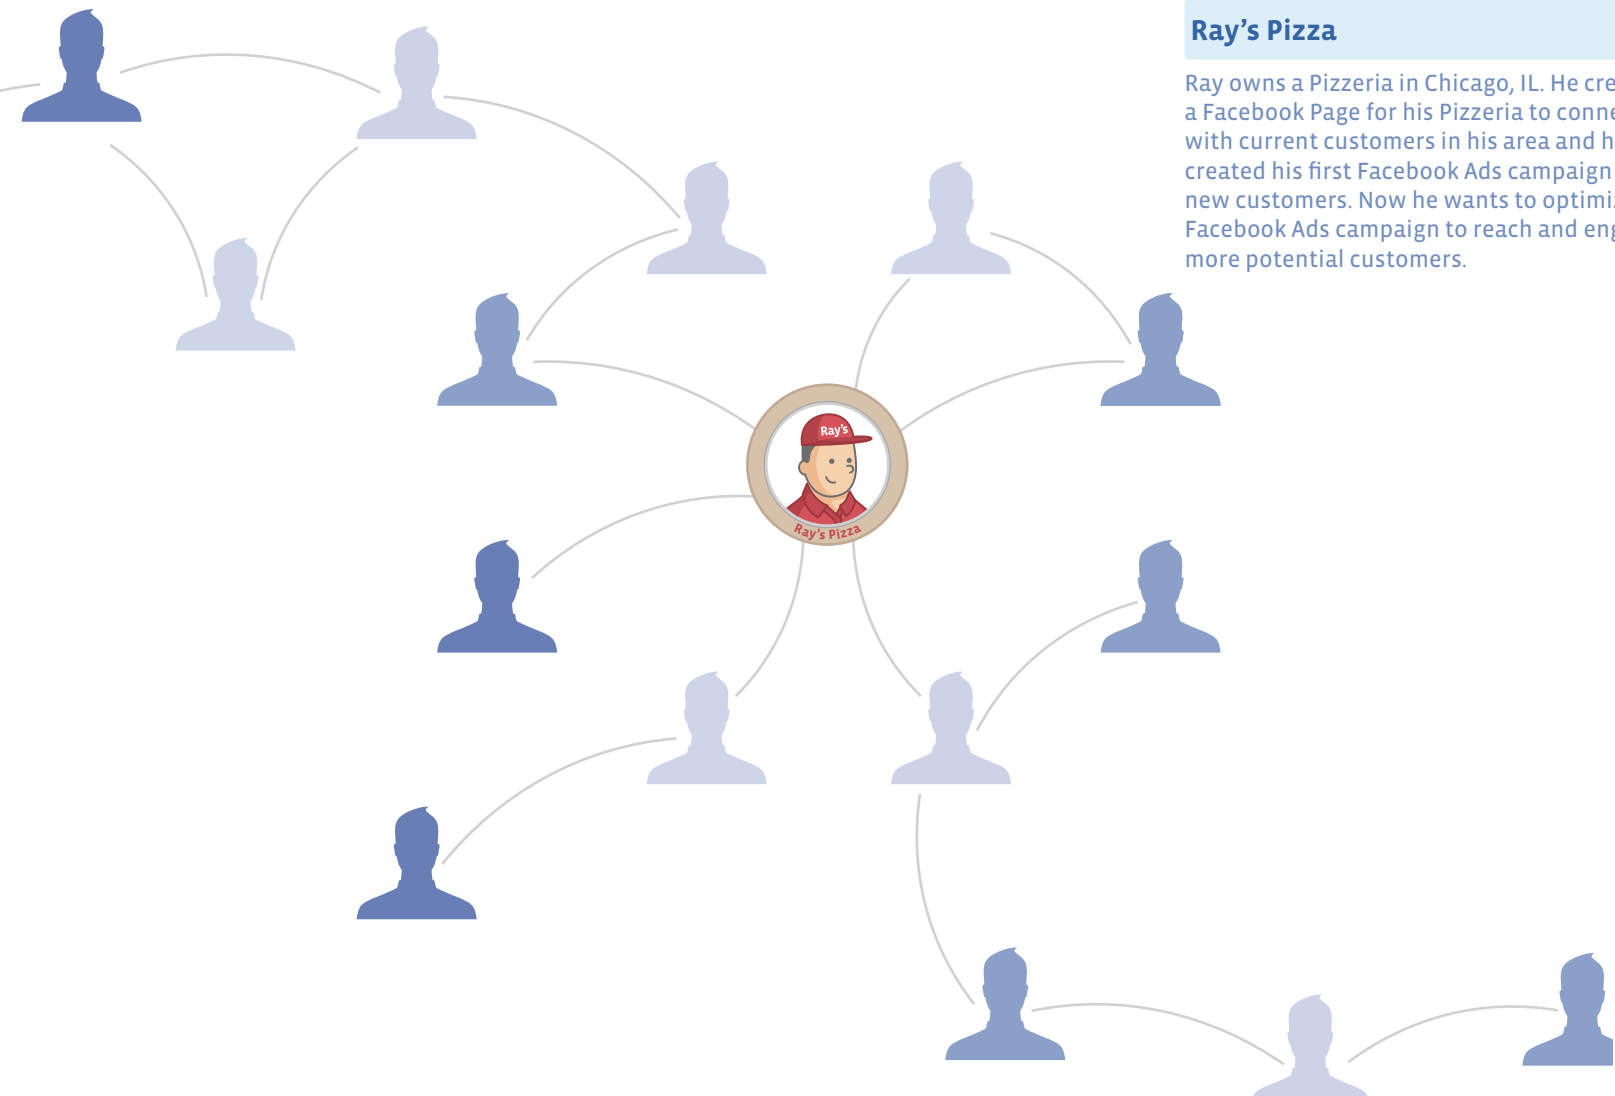 Ray’s Pizza
Ray owns a Pizzeria in Chicago, IL. He cre
a Facebook Page for his Pizzeria to conne
with current customers in his area and h
created his first Facebook Ads campaign
new customers. Now he wants to optimiz
Facebook Ads campaign to reach and eng
more potential customers.
Ray’s
Ray’s Pizza